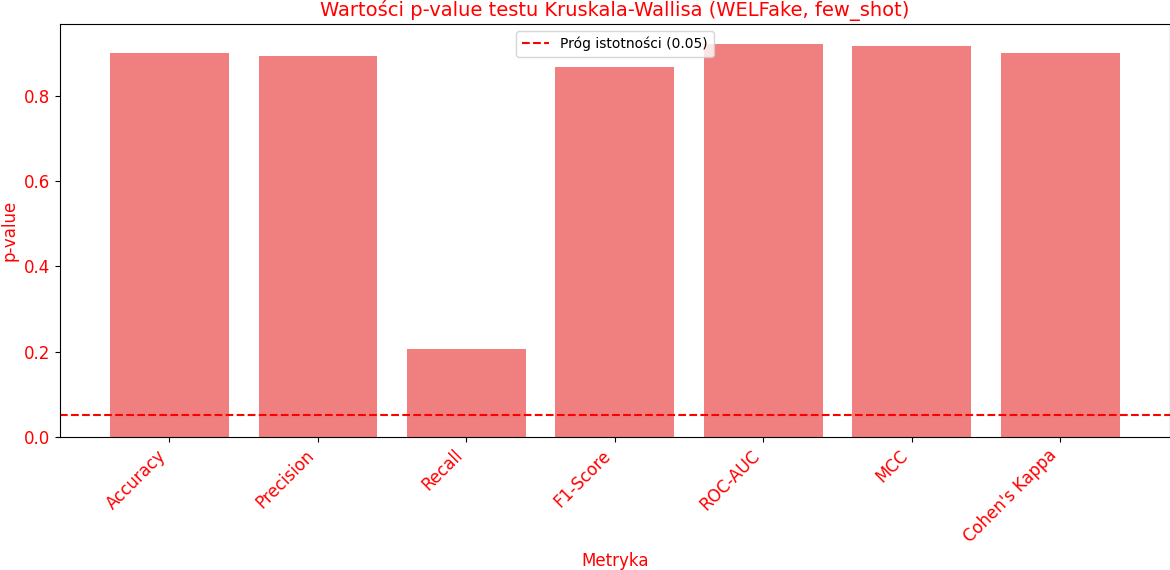 Wartości p-value testu Kruskala-Wallisa (WELFake, few_shot)
Próg istotności (0.05)
p-value
0.8
0.6
0.4
0.2
0.0
Accuracy
Precision
Recall
F1-Score
ROC-AUC
MCC
Cohen's Kappa
Metryka